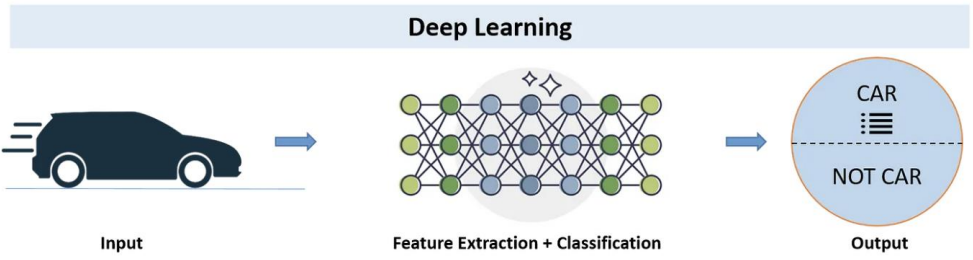 Deep Learning
CAR
NOT CAR
Input
Feature Extraction + Classification
Output